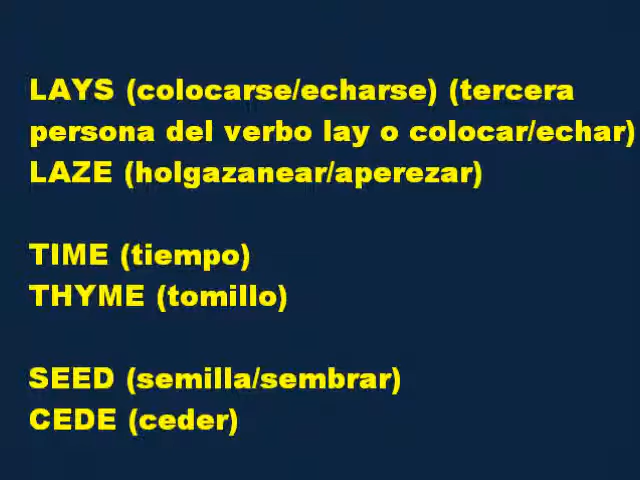 LAYS (colocarse/echarse) (tercera
persona del verbo lay o colocar/echar)
LAZE (holgazanear/aperezar)
TIME (tiempo)
THYME (tomillo)
SEED (semilla/sembrar)
CEDE (ceder)